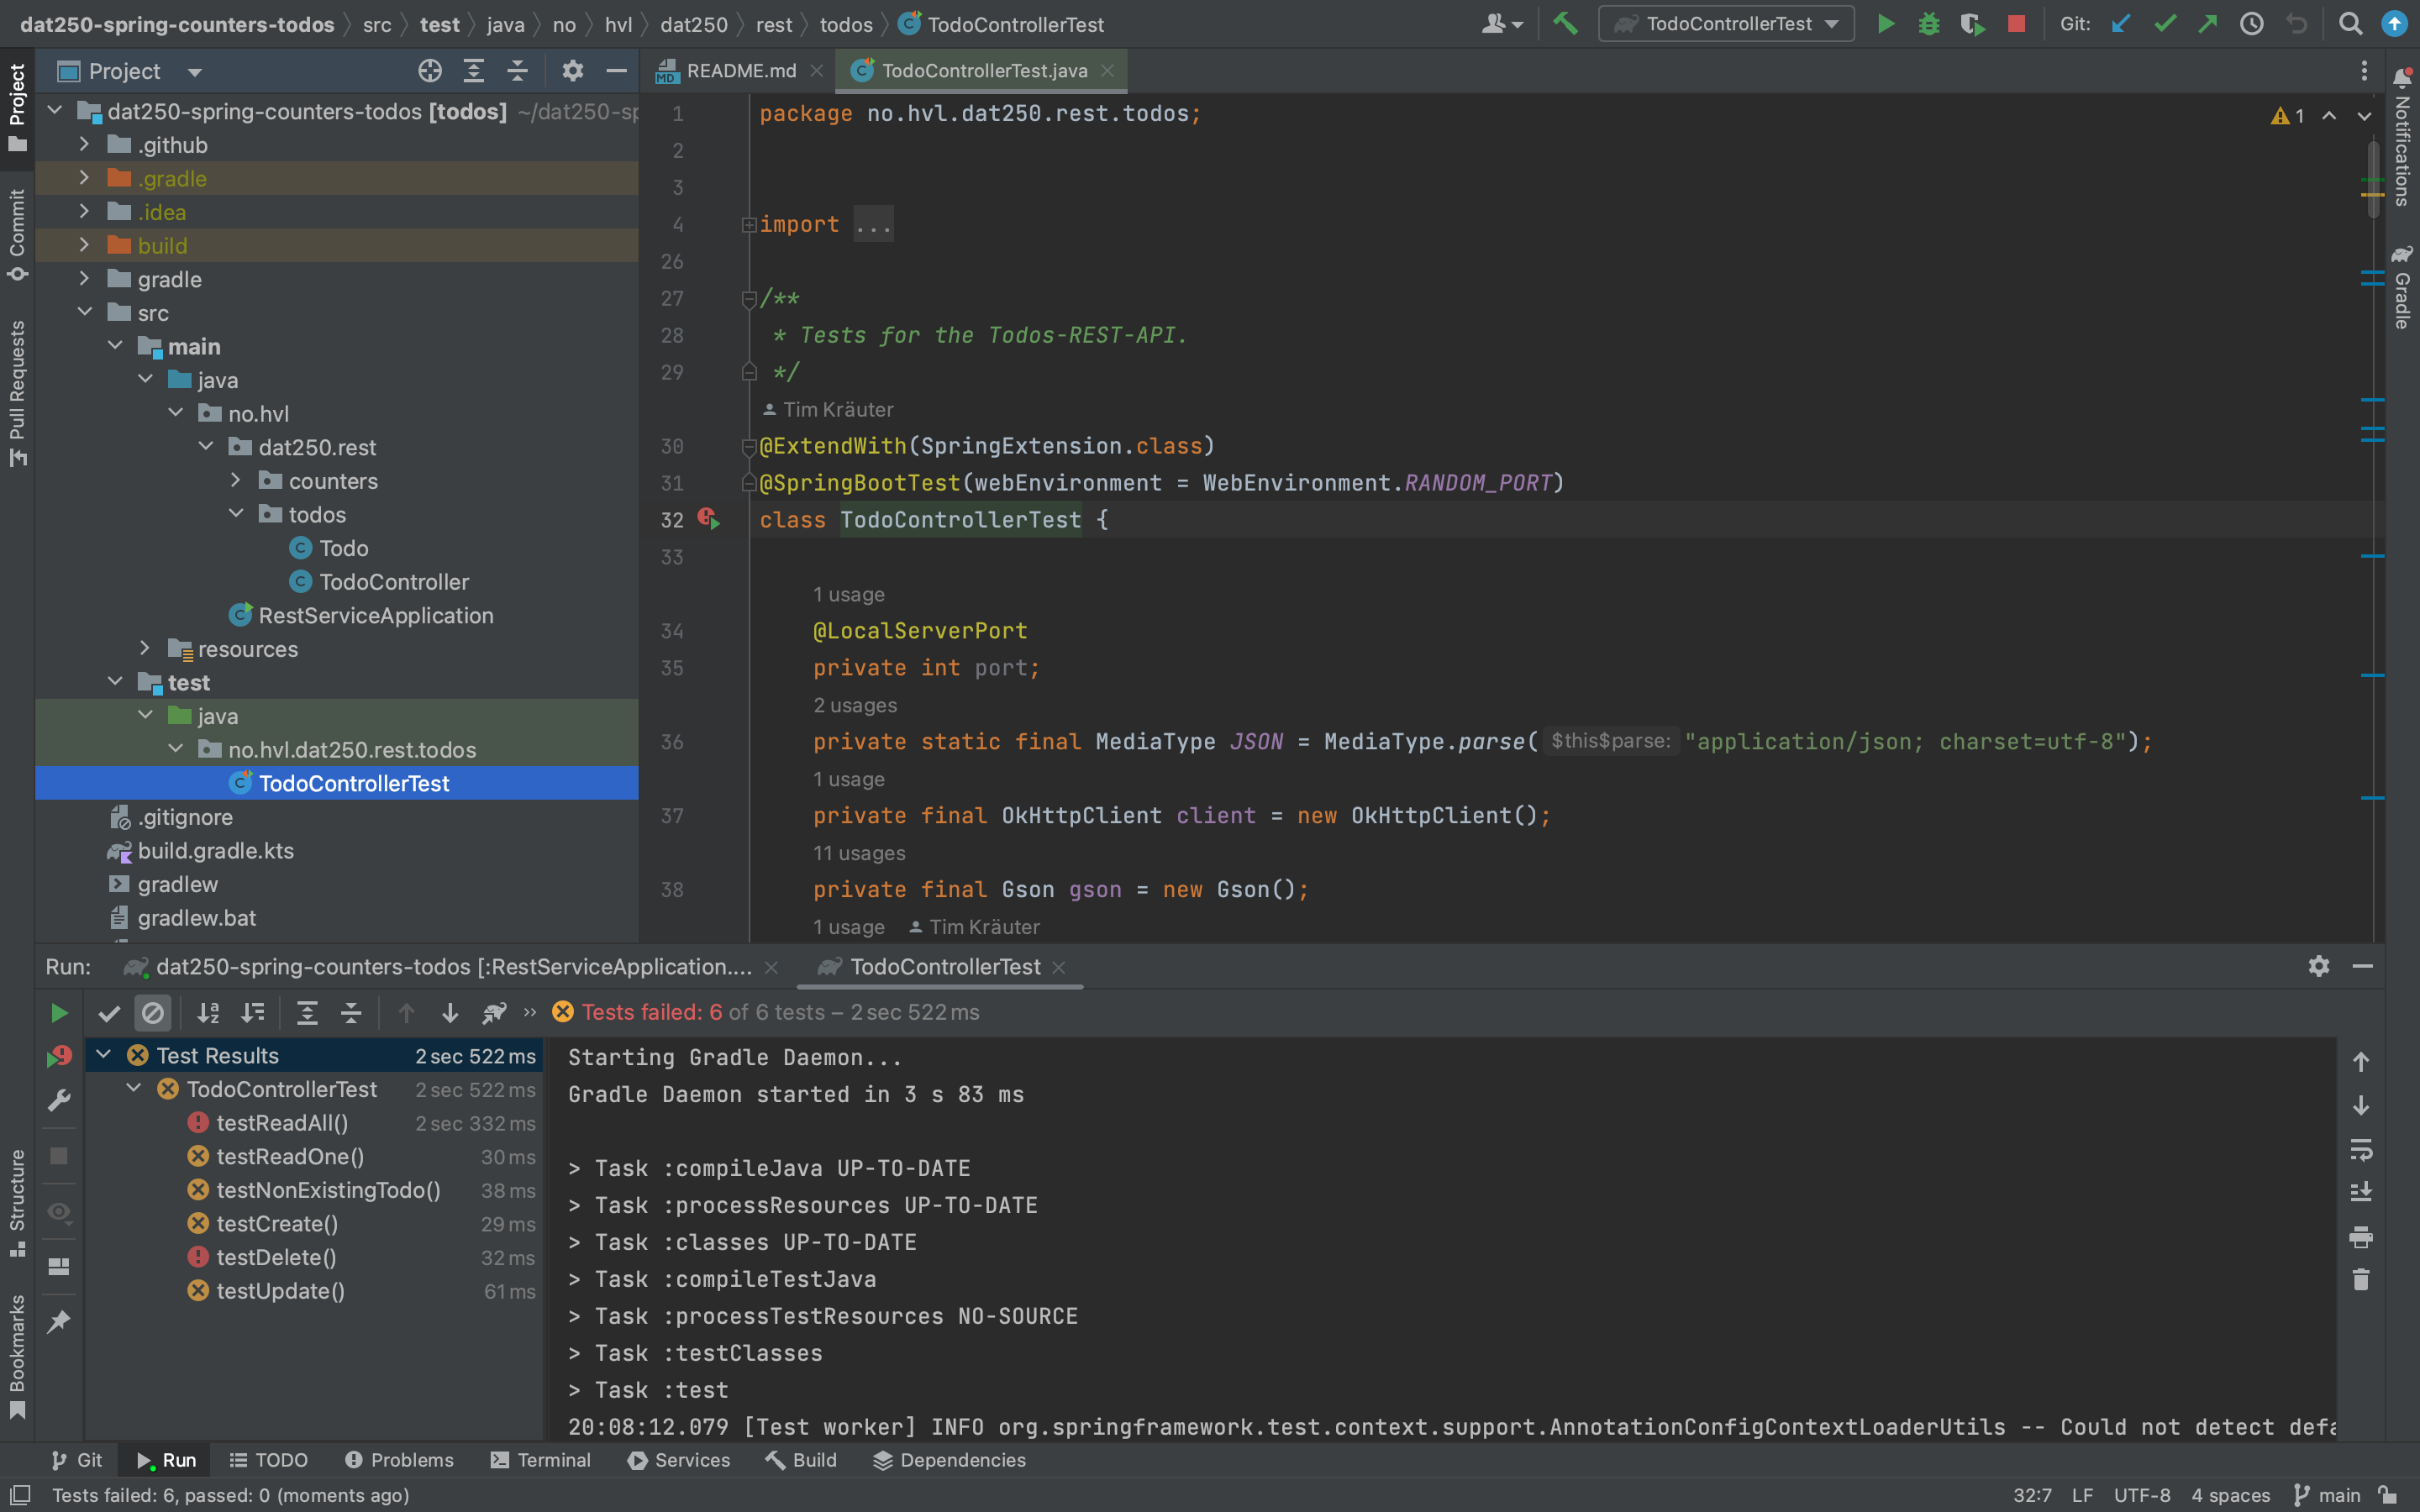 dat250-spring-counters-todos src test java no hvl dat250 rest todos TodoControllerTest
TodoControllerTest Git:
Project
README.md TodoControllerTest.java
dat250-spring-counters-todos [todos] ~/dat250-sp
.github
.gradle
.idea
build
gradle
src
main
java
no.hvl
dat250.rest
counters
todos
Todo
TodoController
RestServiceApplication
resources
test
java
no.hvl.dat250.rest.todos
TodoControllerTest
.gitignore
build.gradle.kts
gradlew
gradlew.bat
Project
Commit
Pull Requests
Structure
Bookmarks
Notifications
Gradle
1
1 package no.hvl.dat250.rest.todos;
2
3
4 import ...
26
27 /**
28 * Tests for the Todos-REST-API.
29 */
Tim Kräuter
30 @ExtendWith(SpringExtension.class)
31 @SpringBootTest(webEnvironment = WebEnvironment.RANDOM_PORT)
32 class TodoControllerTest {
33
1 usage
34 @LocalServerPort
35 private int port;
2 usages
36 private static final MediaType JSON = MediaType.parse( $this$parse: "application/json; charset=utf-8");
1 usage
37 private final OkHttpClient client = new OkHttpClient();
11 usages
38 private final Gson gson = new Gson();
1 usage Tim Kräuter
Run: dat250-spring-counters-todos [:RestServiceApplication.... TodoControllerTest
Tests failed: 6 of 6 tests – 2 sec 522 ms
Test Results 2 sec 522 ms
TodoControllerTest 2 sec 522 ms
testReadAll() 2 sec 332 ms
testReadOne() 30 ms
testNonExistingTodo() 38 ms
testCreate() 29 ms
testDelete() 32 ms
testUpdate() 61 ms
Starting Gradle Daemon...
Gradle Daemon started in 3 s 83 ms
> Task :compileJava UP-TO-DATE
> Task :processResources UP-TO-DATE
> Task :classes UP-TO-DATE
> Task :compileTestJava
> Task :processTestResources NO-SOURCE
> Task :testClasses
> Task :test
20:08:12.079 [Test worker] INFO org.springframework.test.context.support.AnnotationConfigContextLoaderUtils -- Could not detect defa
Git Run TODO Problems Terminal Services Build Dependencies
Tests failed: 6, passed: 0 (moments ago) 32:7 LF UTF-8 4 spaces main